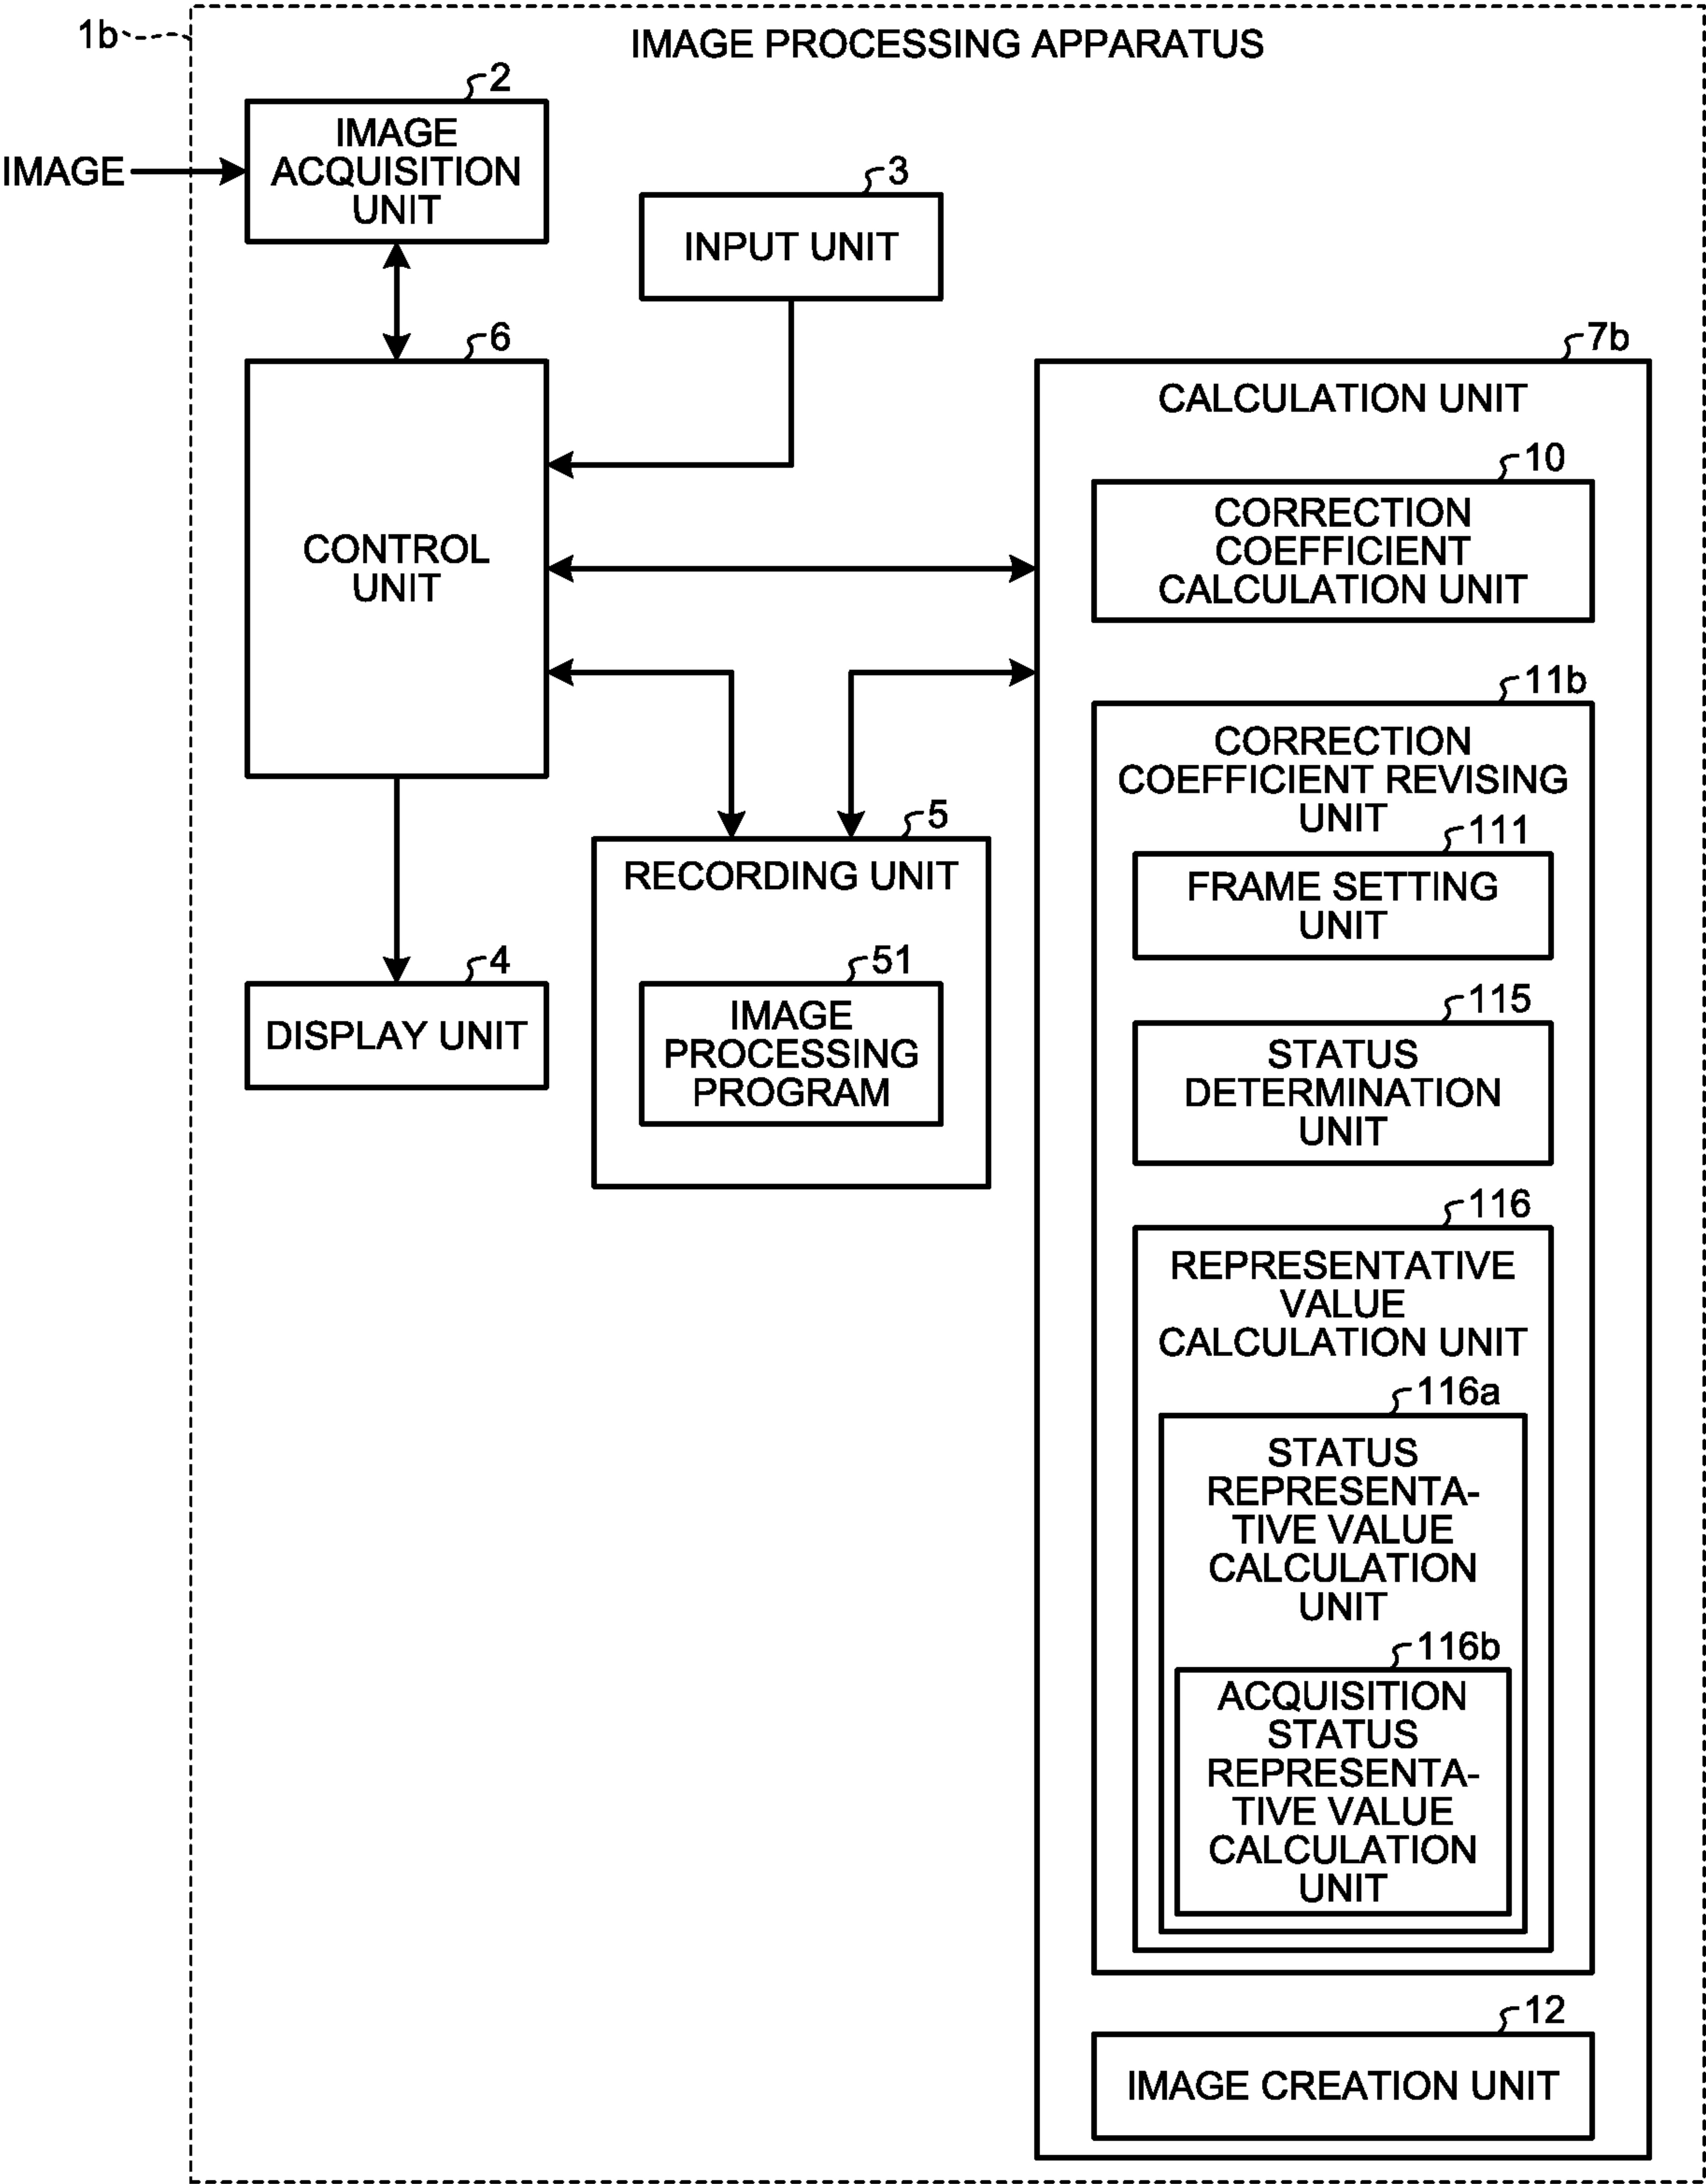 1b
IMAGE PROCESSING APPARATUS
2
IMAGE
ACQUISITION
UNIT
IMAGE
3
INPUT UNIT
6
CONTROL
UNIT
7b
CALCULATION UNIT
10
CORRECTION
COEFFICIENT
CALCULATION UNIT
11b
CORRECTION
COEFFICIENT REVISING
UNIT
111
FRAME SETTING
UNIT
5
RECORDING UNIT
51
IMAGE
PROCESSING
PROGRAM
4
DISPLAY UNIT
115
STATUS
DETERMINATION
UNIT
116
REPRESENTATIVE
VALUE
CALCULATION UNIT
116a
STATUS
REPRESENTA-
TIVE VALUE
CALCULATION
UNIT
116b
ACQUISITION
STATUS
REPRESENTA-
TIVE VALUE
CALCULATION
UNIT
12
IMAGE CREATION UNIT